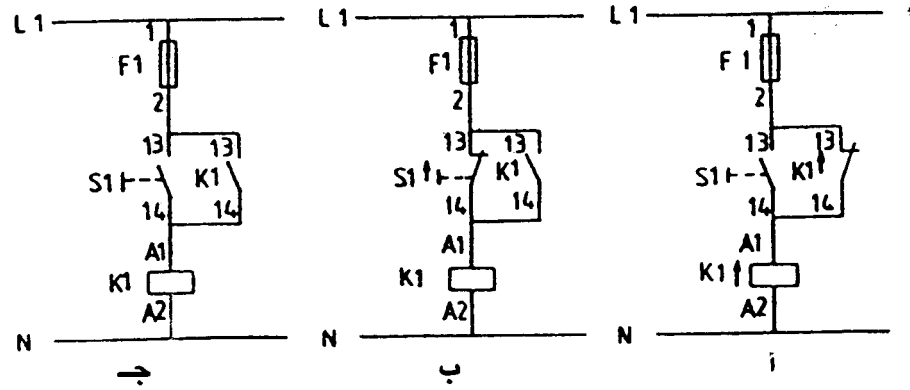 L1 1 L1 1 L1 1
F1 F1 F1
2 2 2
13 13 13 13 13 13
S1 K1 S1 K1 S1 K1
14 14 14 14 14 14
A1 A1 A1
K1 K1 K1
A2 A2 A2
N N N
جـ ب أ